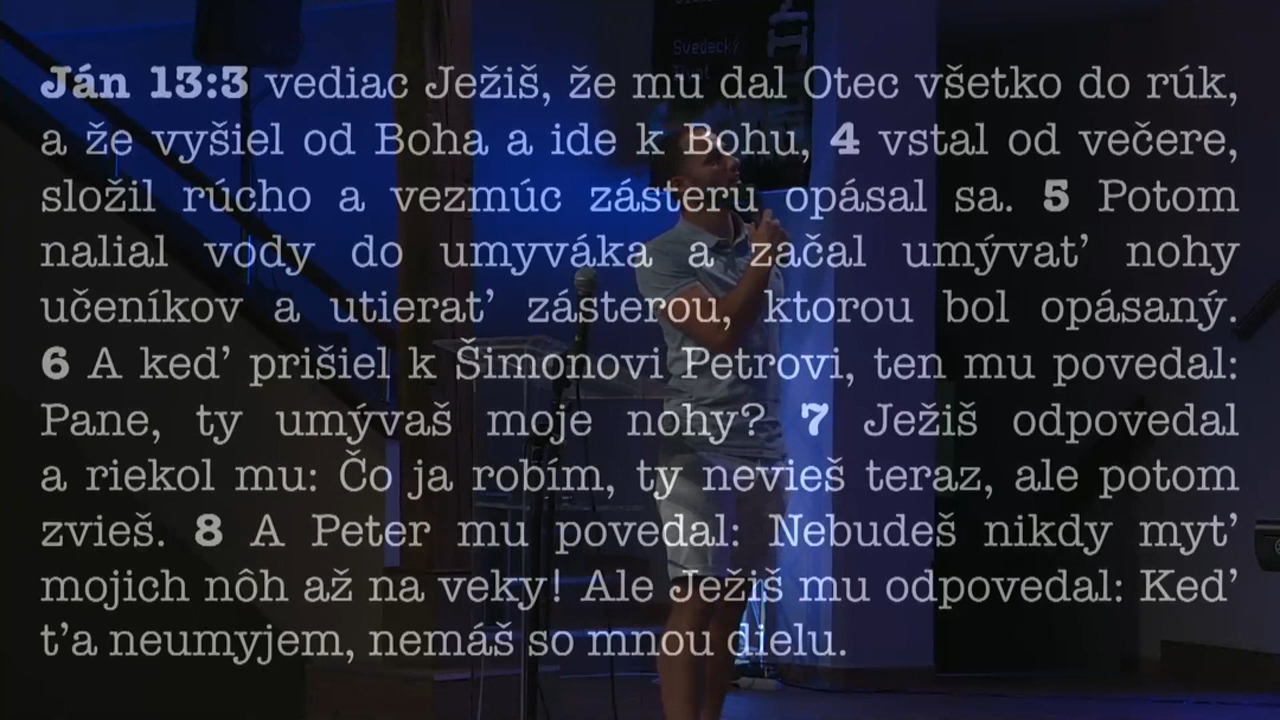 Svedecký
Ján 13:3 vediac Ježiš, že mu dal Otec všetko do rúk,
a že vyšiel od Boha a ide k Bohu, 4 vstal od večere,
složil rúcho a vezmúc zásteru opásal sa. 5 Potom
nalial vody do umyváka a začal umývať nohy
učeníkov a utierať zásterou, ktorou bol opásaný.
6 A keď prišiel k Šimonovi Petrovi, ten mu povedal:
Pane, ty umývaš moje nohy? 7 Ježiš odpovedal
a riekol mu: Čo ja robím, ty nevieš teraz, ale potom
zvieš. 8 A Peter mu povedal: Nebudeš nikdy myť
mojich nôh až na veky! Ale Ježiš mu odpovedal: Keď
ťa neumyjem, nemáš so mnou dielu.